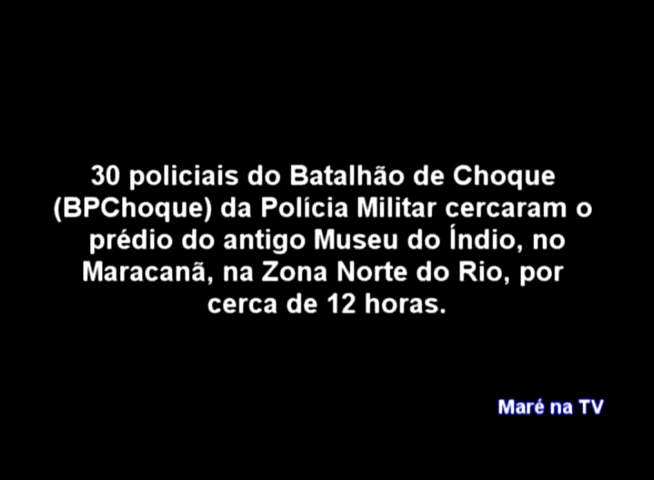 30 policiais do Batalhão de Choque
(BPChoque) da Polícia Militar cercaram o
prédio do antigo Museu do Índio, no
Maracanã, na Zona Norte do Rio, por
cerca de 12 horas.
Maré na TV